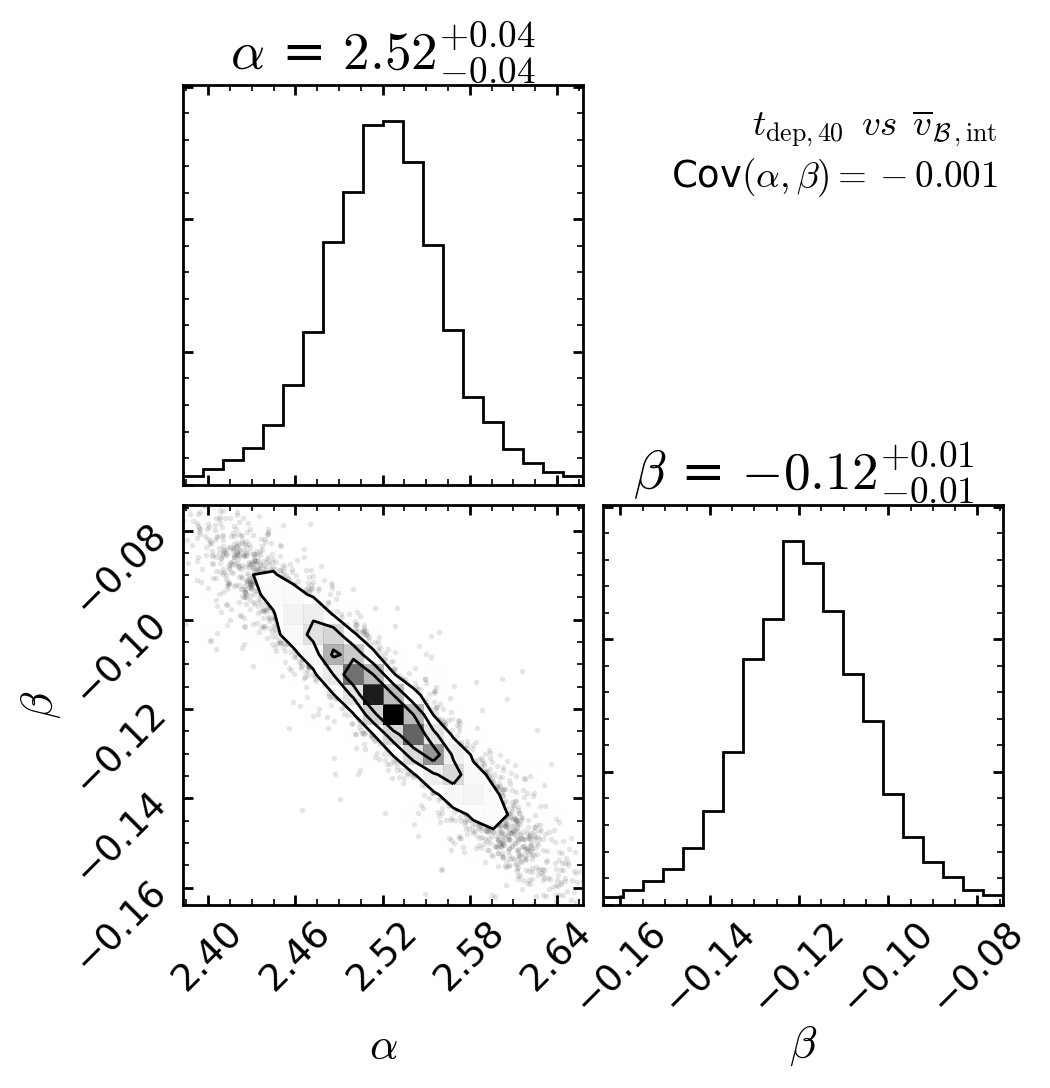 α = 2.52+0.04 −0.04
t dep, 40 vs v̅ ℬ, int
Cov(α, β) = − 0.001
β = −0.12+0.01 −0.01
β
−0.08
−0.10
−0.12
−0.14
−0.16
2.40 2.46 2.52 2.58 2.64
−0.16 −0.14 −0.12 −0.10 −0.08
α
β